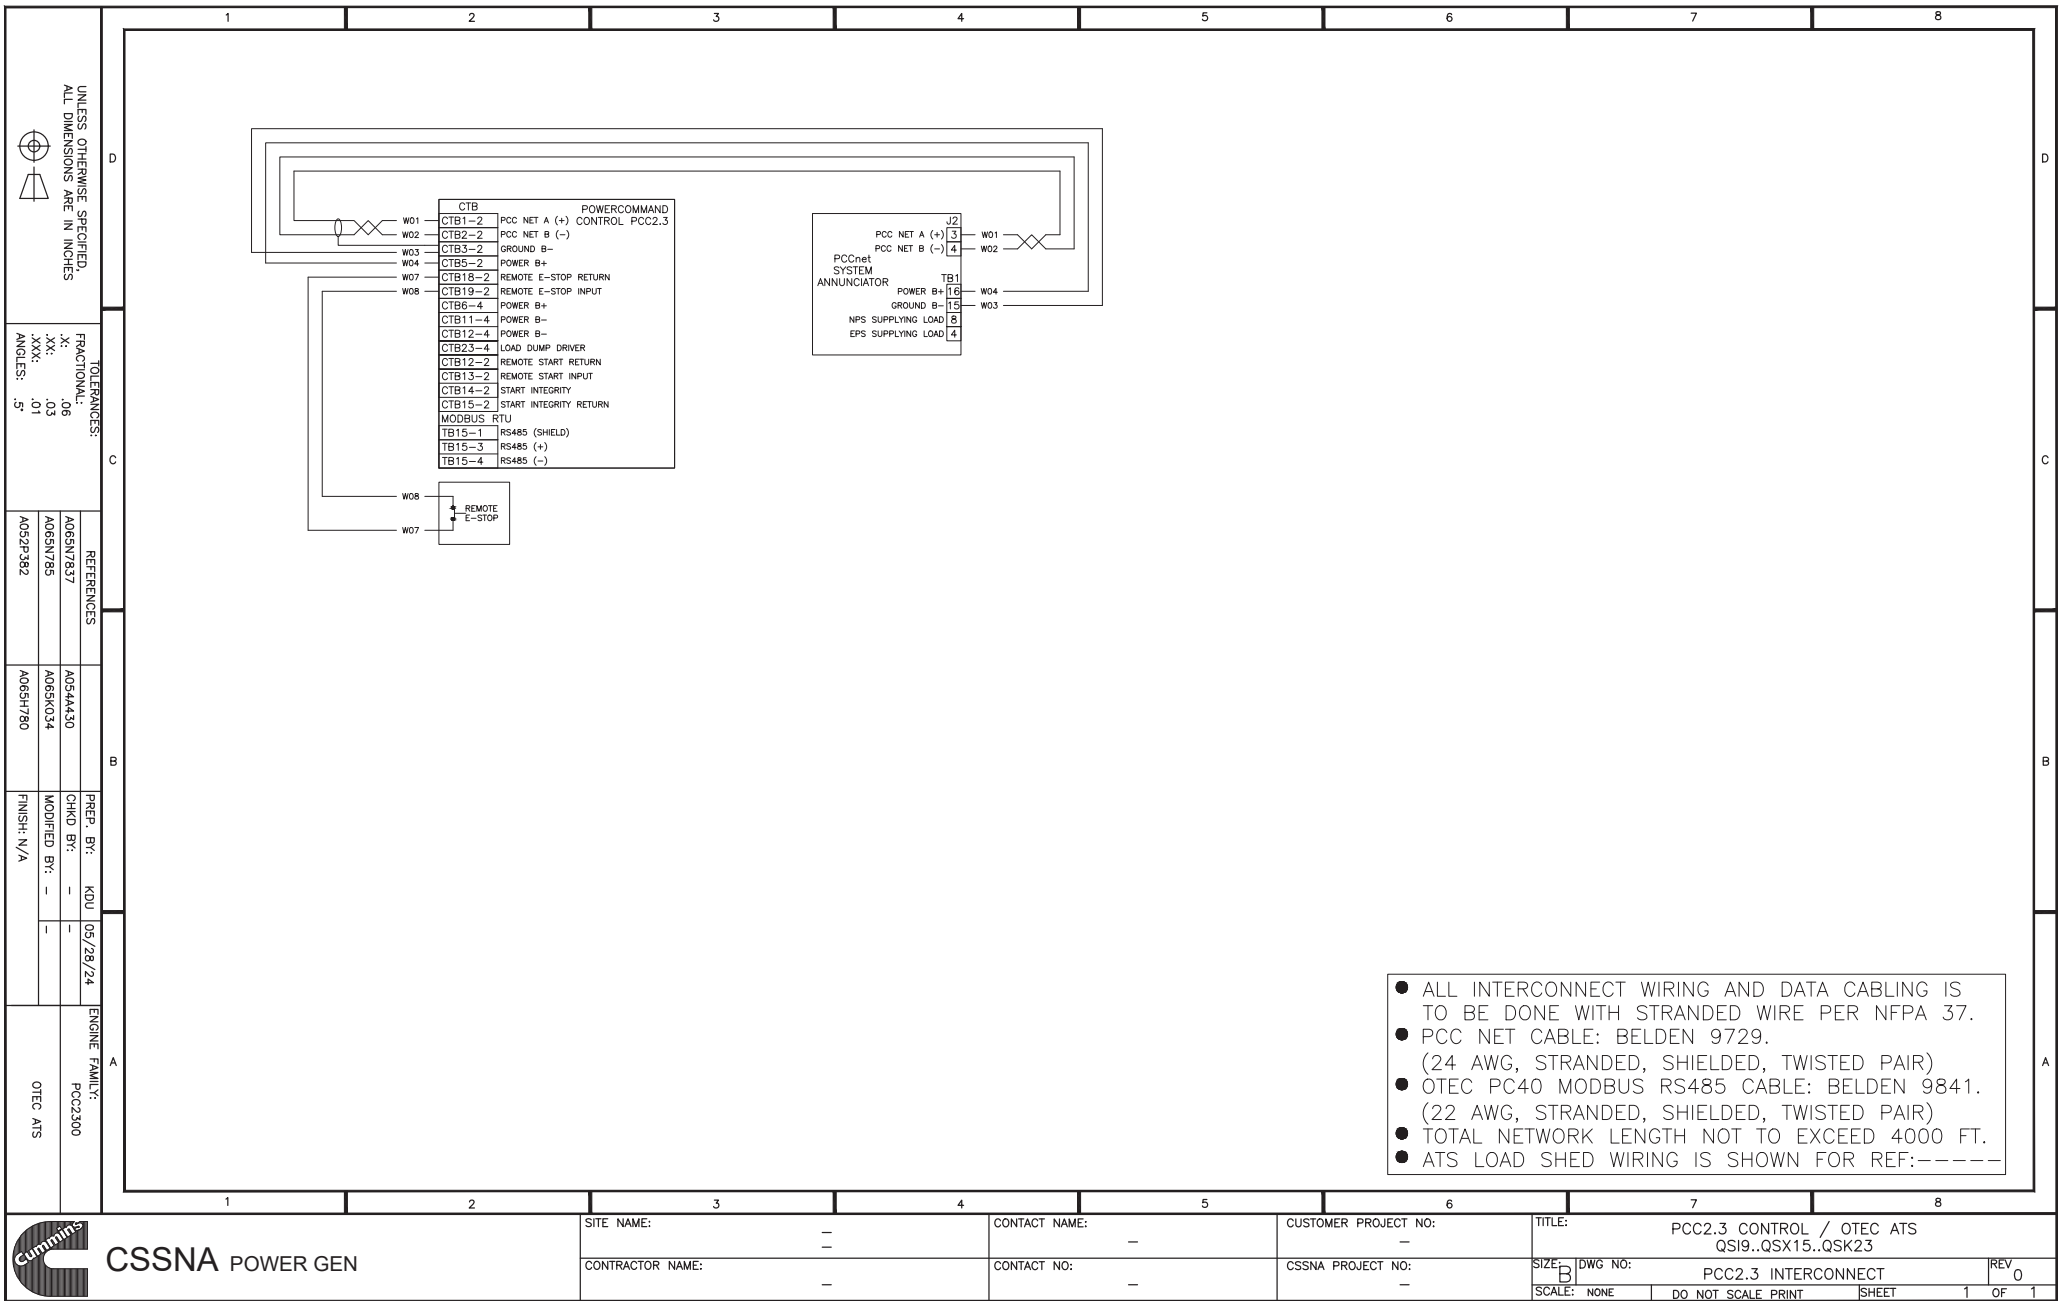 1 2 3 4 5 6 7 8
UNLESS OTHERWISE SPECIFIED,
ALL DIMENSIONS ARE IN INCHES
TOLERANCES:
FRACTIONAL:
.X: .06
.XX: .03
.XXX: .01
ANGLES: .5°
REFERENCES
A065N7837 A054A430
A065N785 A065K034
A052P382 A065H780
PREP. BY: KDU 05/28/24
CHKD BY: – –
MODIFIED BY: – –
FINISH: N/A
ENGINE FAMILY:
PCC2300
OTEC ATS
D
C
B
A
CTB
POWERCOMMAND
CONTROL PCC2.3
W01 CTB1-2 PCC NET A (+)
W02 CTB2-2 PCC NET B (-)
W03 CTB3-2 GROUND B-
W04 CTB5-2 POWER B+
W07 CTB18-2 REMOTE E-STOP RETURN
W08 CTB19-2 REMOTE E-STOP INPUT
CTB6-4 POWER B+
CTB11-4 POWER B-
CTB12-4 POWER B-
CTB23-4 LOAD DUMP DRIVER
CTB12-2 REMOTE START RETURN
CTB13-2 REMOTE START INPUT
CTB14-2 START INTEGRITY
CTB15-2 START INTEGRITY RETURN
MODBUS RTU
TB15-1 RS485 (SHIELD)
TB15-3 RS485 (+)
TB15-4 RS485 (-)
W08
REMOTE
E-STOP
W07
PCCnet
SYSTEM
ANNUNCIATOR
J2
PCC NET A (+) 3 W01
PCC NET B (-) 4 W02
TB1
POWER B+ 16 W04
GROUND B- 15 W03
NPS SUPPLYING LOAD 8
EPS SUPPLYING LOAD 4
D
C
B
A
● ALL INTERCONNECT WIRING AND DATA CABLING IS
TO BE DONE WITH STRANDED WIRE PER NFPA 37.
● PCC NET CABLE: BELDEN 9729.
(24 AWG, STRANDED, SHIELDED, TWISTED PAIR)
● OTEC PC40 MODBUS RS485 CABLE: BELDEN 9841.
(22 AWG, STRANDED, SHIELDED, TWISTED PAIR)
● TOTAL NETWORK LENGTH NOT TO EXCEED 4000 FT.
● ATS LOAD SHED WIRING IS SHOWN FOR REF:-----
1 2 3 4 5 6 7 8
Cummins
CSSNA POWER GEN
SITE NAME: – –
CONTRACTOR NAME: –
CONTACT NAME: –
CONTACT NO: –
CUSTOMER PROJECT NO: –
CSSNA PROJECT NO: –
TITLE: PCC2.3 CONTROL / OTEC ATS
QSI9..QSX15..QSK23
SIZE: B DWG NO: PCC2.3 INTERCONNECT REV 0
SCALE: NONE DO NOT SCALE PRINT SHEET 1 OF 1